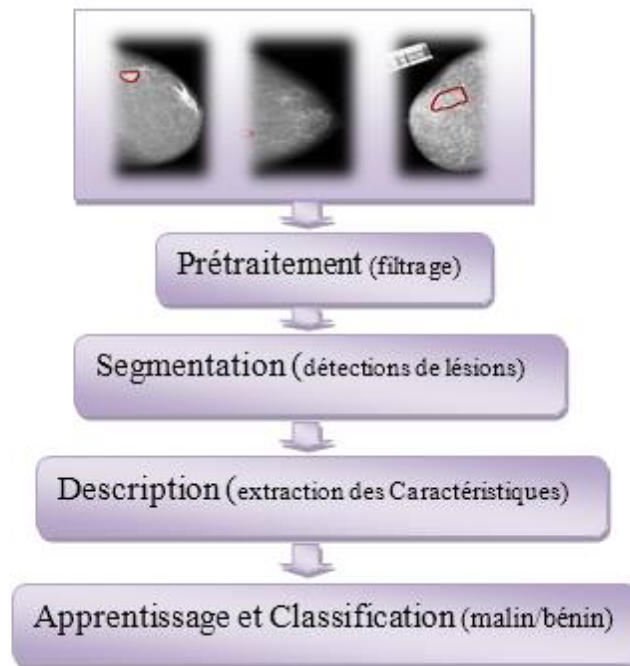 Prétraitement (filtrage)
Segmentation (détections de lésions)
Description (extraction des Caractéristiques)
Apprentissage et Classification (malin/bénin)